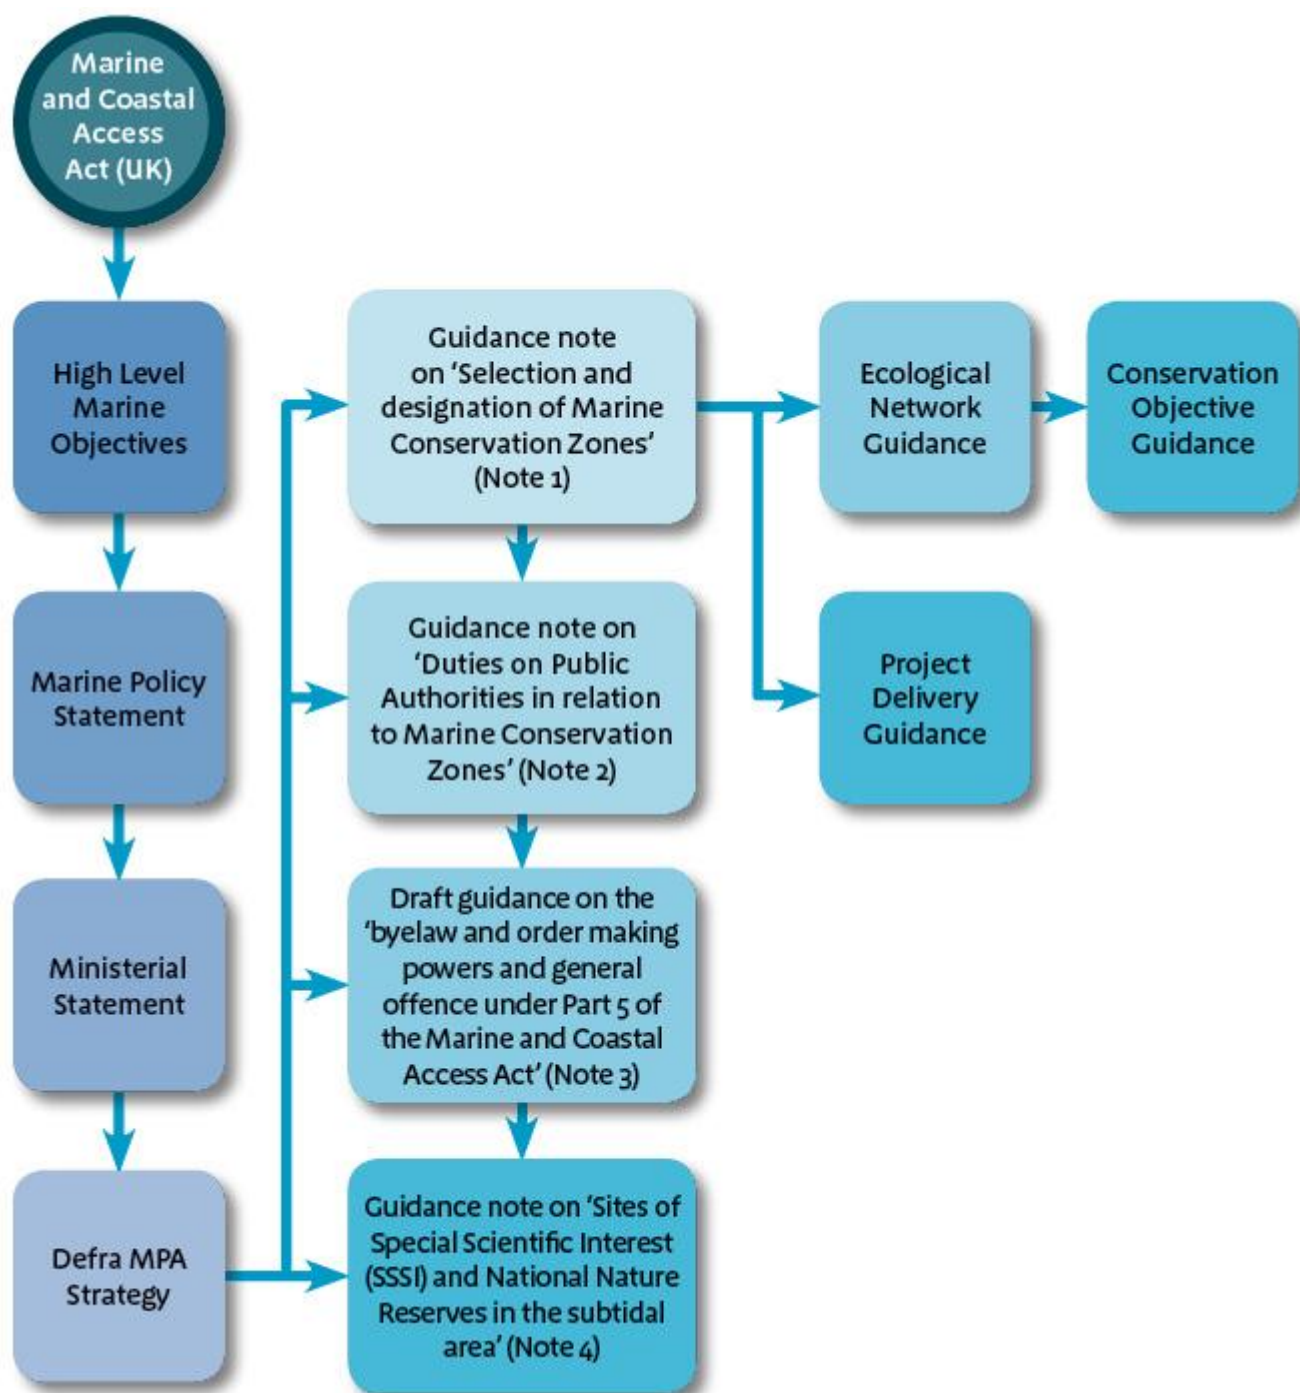 Marine
and Coastal
Access
Act (UK)
High Level
Marine
Objectives
Marine Policy
Statement
Ministerial
Statement
Defra MPA
Strategy
Guidance note
on ‘Selection and
designation of Marine
Conservation Zones’
(Note 1)
Guidance note on
‘Duties on Public
Authorities in relation
to Marine Conservation
Zones’ (Note 2)
Draft guidance on the
‘byelaw and order making
powers and general
offence under Part 5 of
the Marine and Coastal
Access Act’ (Note 3)
Guidance note on ‘Sites of
Special Scientific Interest
(SSSI) and National Nature
Reserves in the subtidal
area’ (Note 4)
Ecological
Network
Guidance
Conservation
Objective
Guidance
Project
Delivery
Guidance